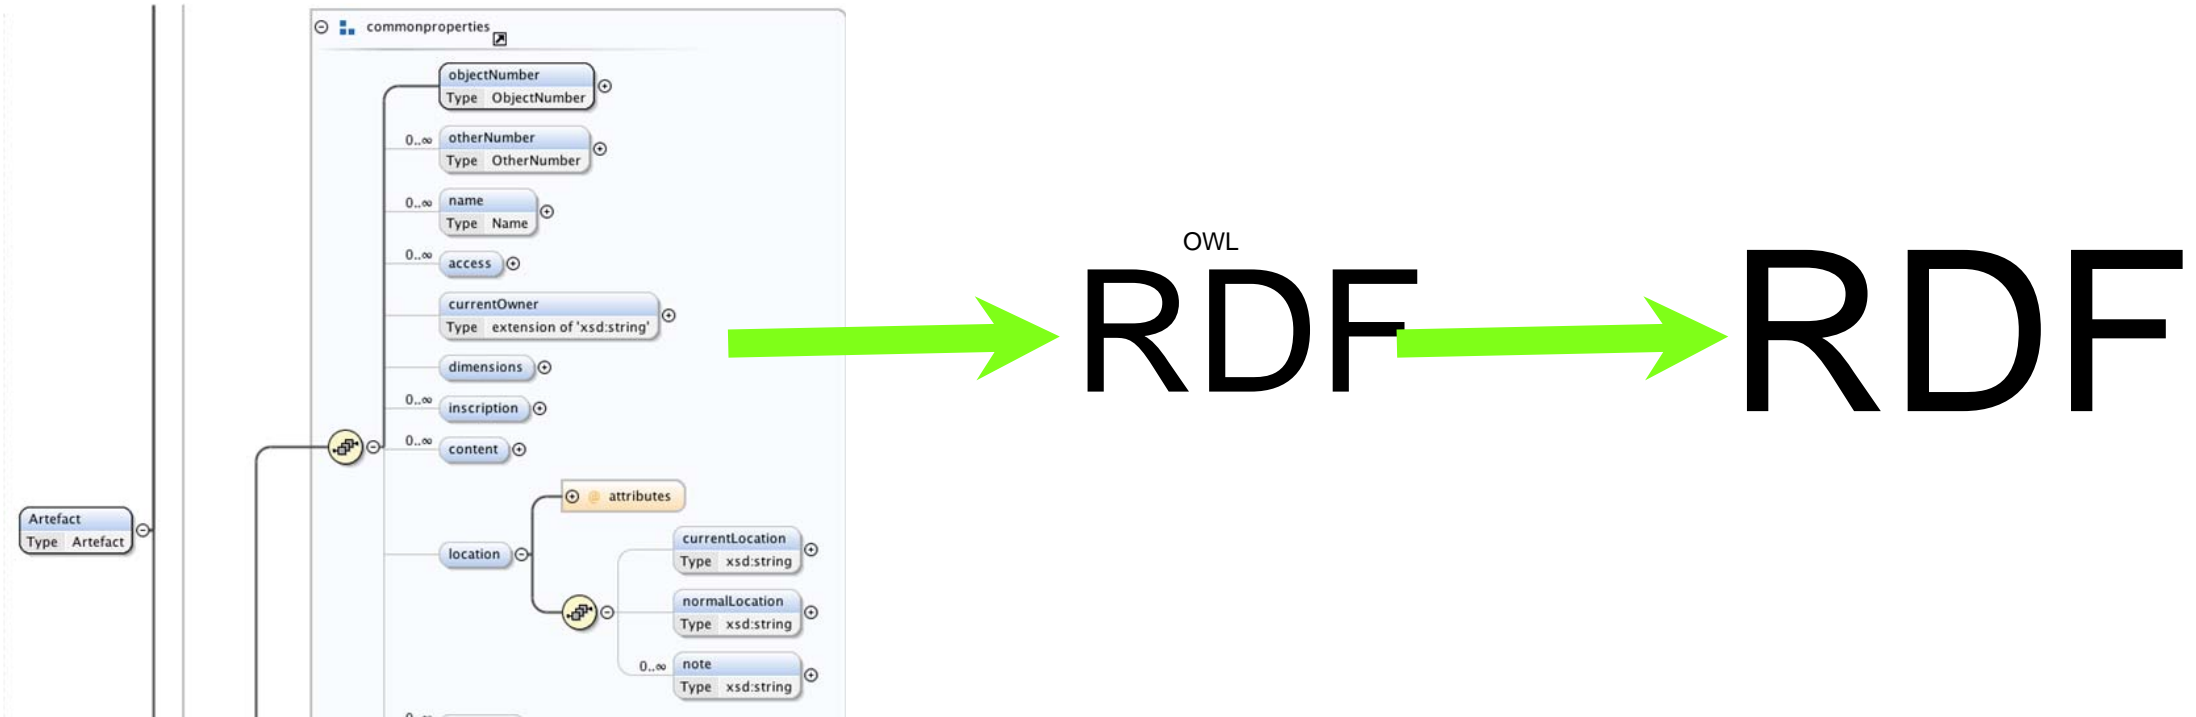 commonproperties
objectNumber
Type ObjectNumber
0..∞
otherNumber
Type OtherNumber
0..∞
name
Type Name
0..∞
access
currentOwner
Type extension of 'xsd:string'
dimensions
0..∞
inscription
0..∞
content
@ attributes
location
currentLocation
Type xsd:string
normalLocation
Type xsd:string
0..∞
note
Type xsd:string
Artefact
Type Artefact
OWL
RDF
RDF